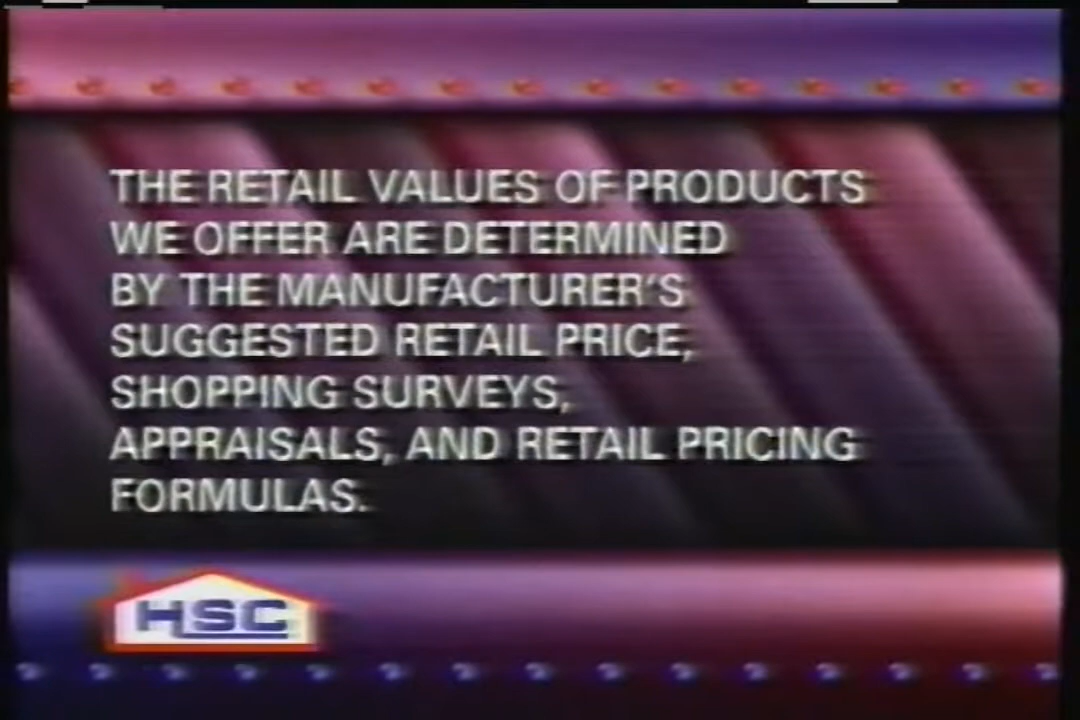 THE RETAIL VALUES OF PRODUCTS
WE OFFER ARE DETERMINED
BY THE MANUFACTURER'S
SUGGESTED RETAIL PRICE,
SHOPPING SURVEYS,
APPRAISALS, AND RETAIL PRICING
FORMULAS.
HSC